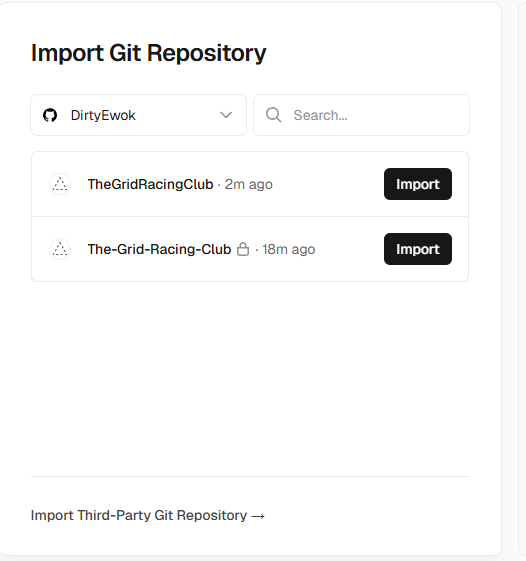 Import Git Repository
DirtyEwok
Search...
TheGridRacingClub · 2m ago
Import
The-Grid-Racing-Club · 18m ago
Import
Import Third-Party Git Repository →